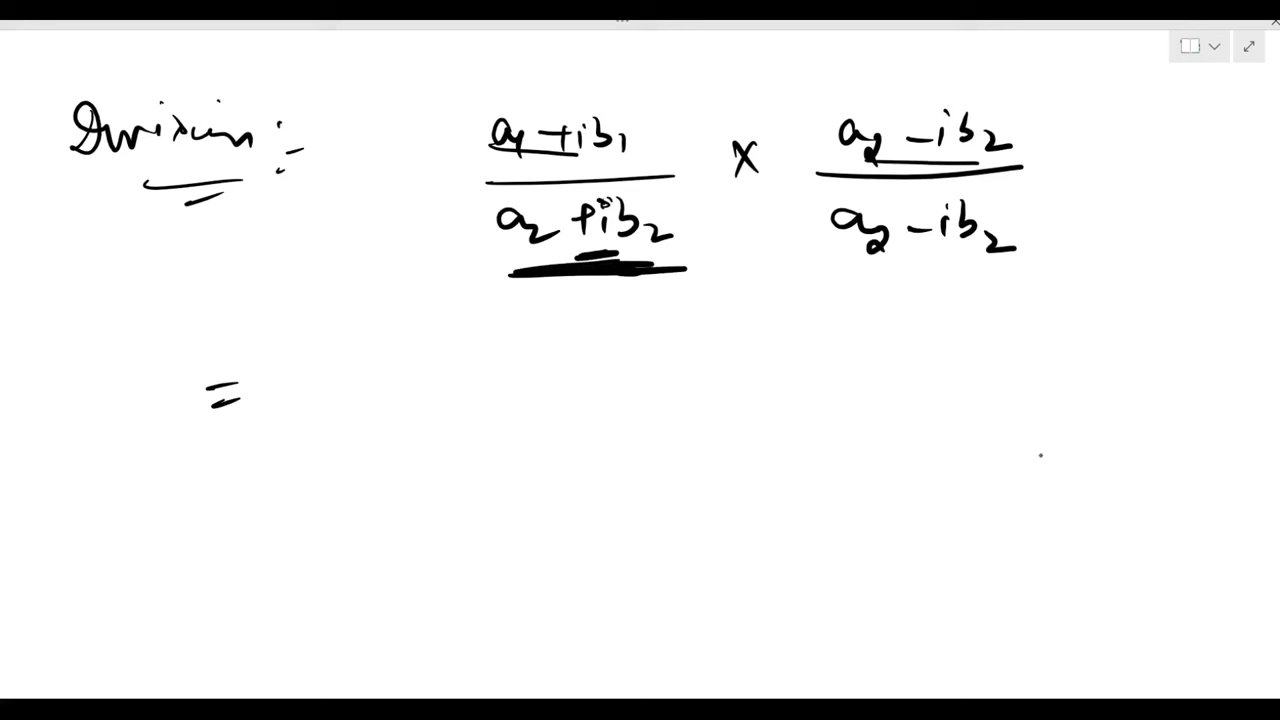 Division :-
a1 + ib1 / a2 + ib2 × a2 - ib2 / a2 - ib2
=